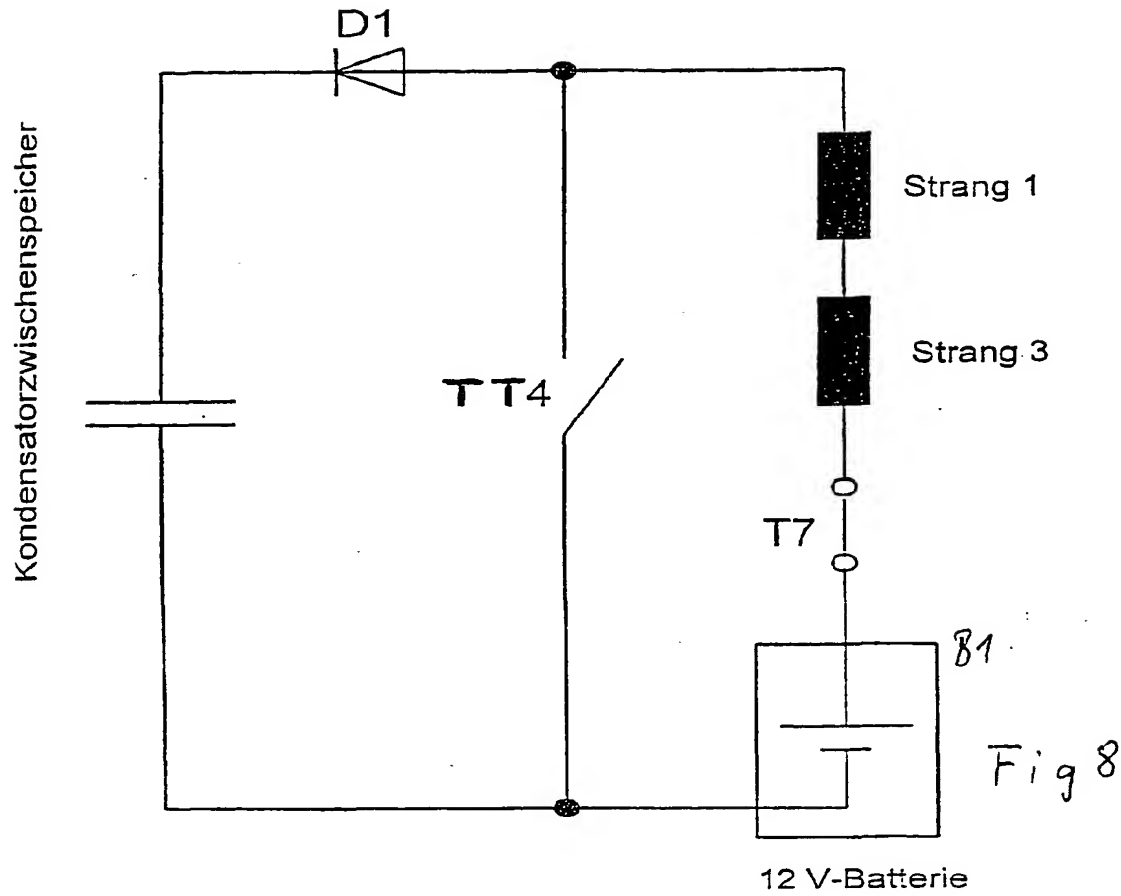 D1
Kondensatorzwischenspeicher
Strang 1
Strang 3
TT4
T7
B1
Fig 8
12 V-Batterie